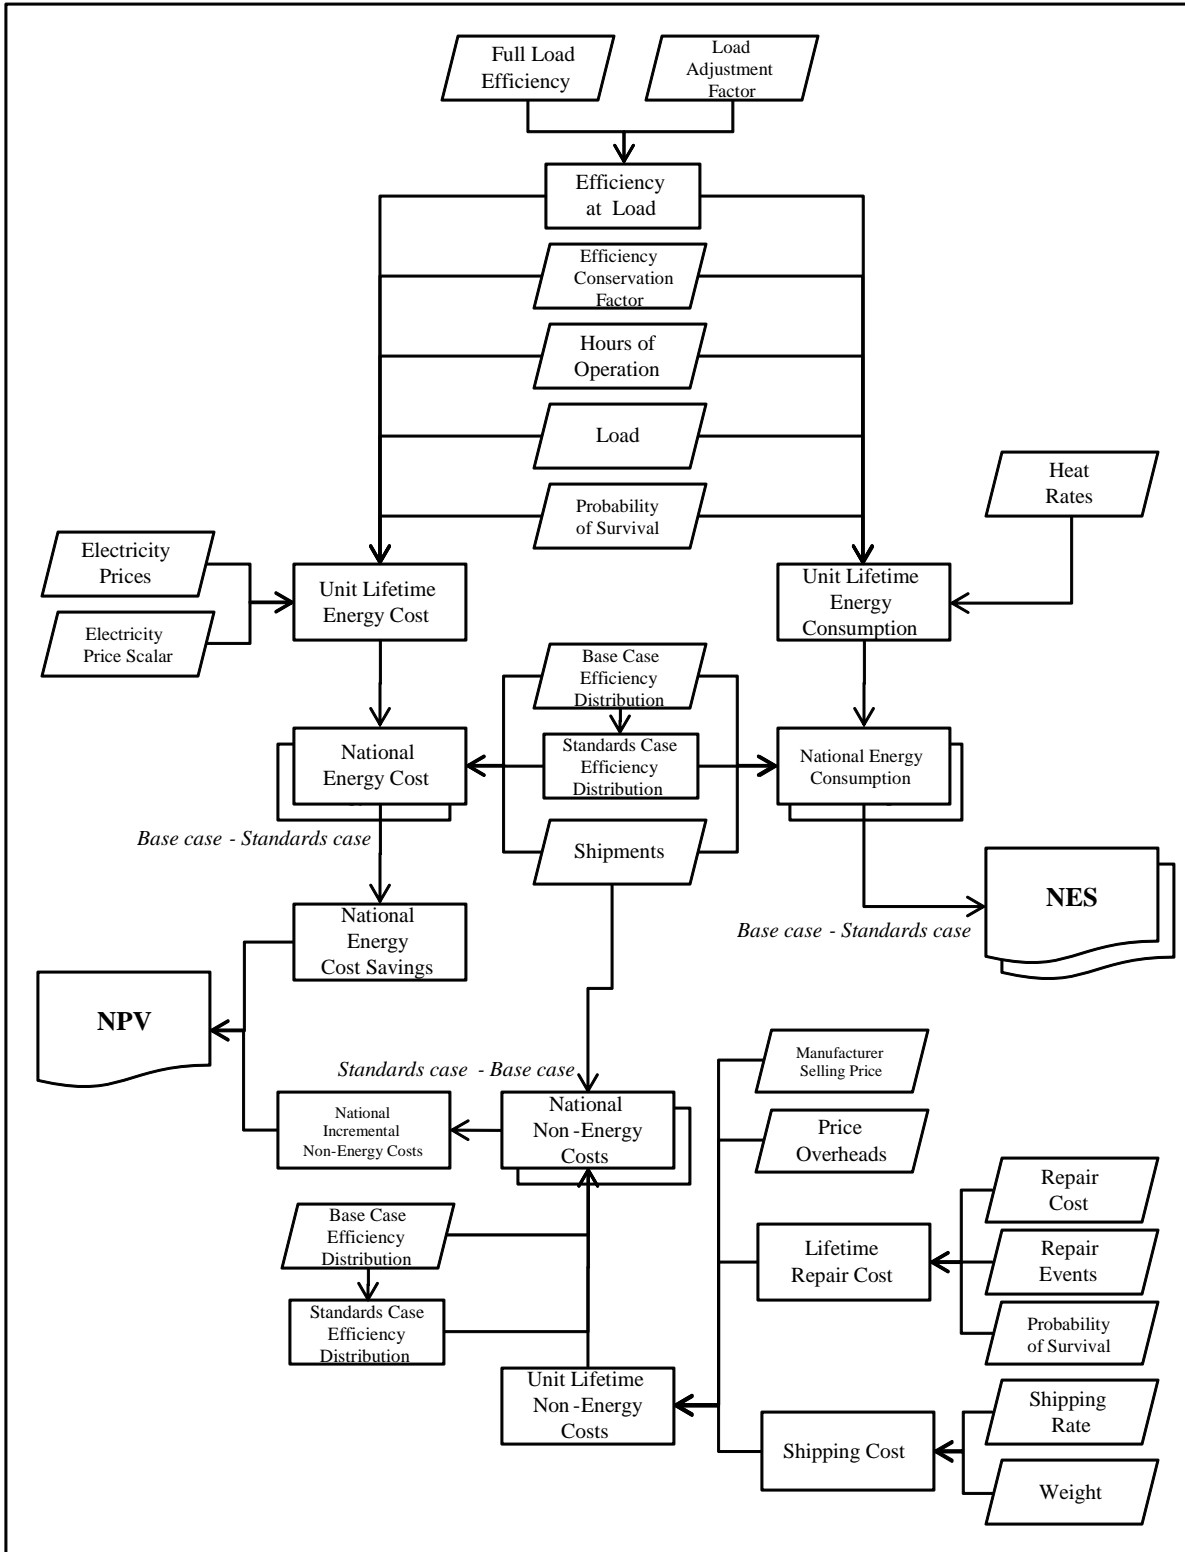 Full Load
Efficiency
Load
Adjustment
Factor
Efficiency
at Load
Efficiency
Conservation
Factor
Hours of
Operation
Load
Probability
of Survival
Heat
Rates
Electricity
Prices
Electricity
Price Scalar
Unit Lifetime
Energy Cost
Unit Lifetime
Energy
Consumption
Base Case
Efficiency
Distribution
Standards Case
Efficiency
Distribution
National
Energy Cost
National Energy
Consumption
Base case - Standards case
Shipments
National
Energy
Cost Savings
NES
Base case - Standards case
NPV
Standards case - Base case
National
Incremental
Non-Energy Costs
National
Non-Energy
Costs
Manufacturer
Selling Price
Price
Overheads
Repair
Cost
Lifetime
Repair Cost
Repair
Events
Probability
of Survival
Base Case
Efficiency
Distribution
Standards Case
Efficiency
Distribution
Unit Lifetime
Non-Energy
Costs
Shipping Cost
Shipping
Rate
Weight